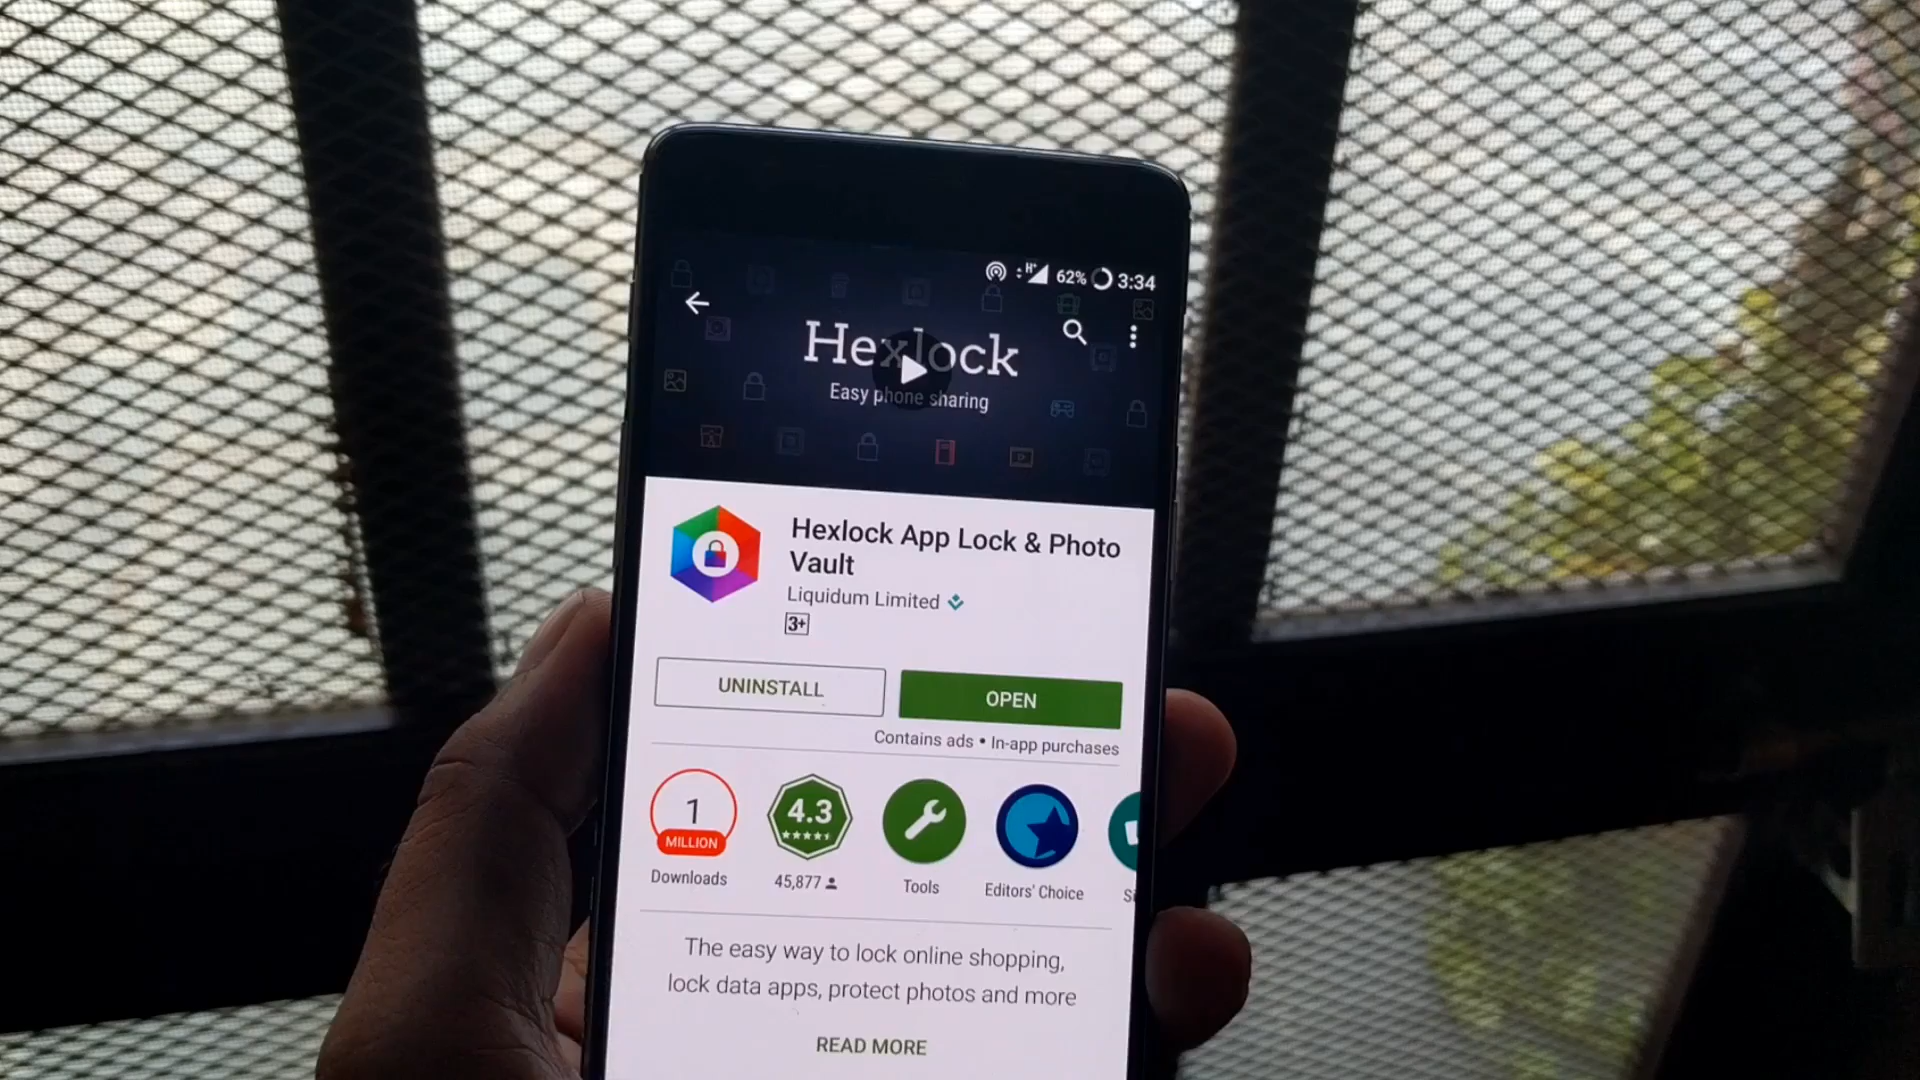 H+ 62% 3:34
Hexlock
Easy phone sharing
Hexlock App Lock & Photo
Vault
Liquidum Limited
3+
UNINSTALL
OPEN
Contains ads • In-app purchases
1
MILLION
Downloads
4.3
45,877
Tools
Editors' Choice
The easy way to lock online shopping,
lock data apps, protect photos and more
READ MORE